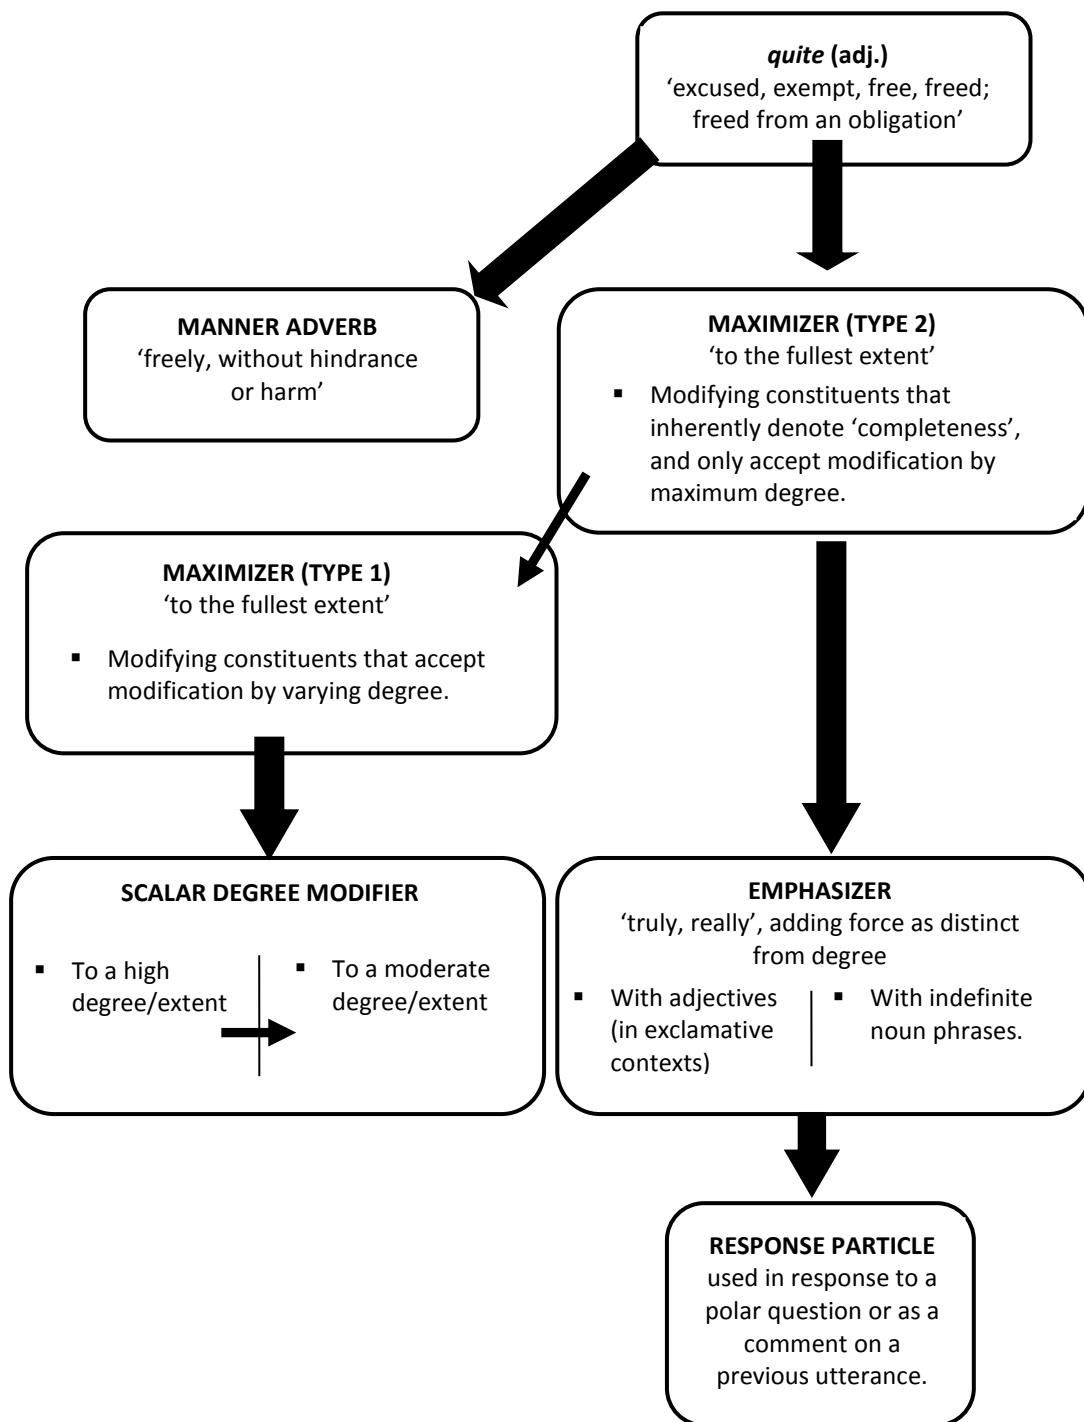 quite (adj.)
‘excused, exempt, free, freed;
freed from an obligation’
MANNER ADVERB
‘freely, without hindrance
or harm’
MAXIMIZER (TYPE 2)
‘to the fullest extent’
▪ Modifying constituents that
inherently denote ‘completeness’,
and only accept modification by
maximum degree.
MAXIMIZER (TYPE 1)
‘to the fullest extent’
▪ Modifying constituents that accept
modification by varying degree.
SCALAR DEGREE MODIFIER
▪ To a high
degree/extent
▪ To a moderate
degree/extent
EMPHASIZER
‘truly, really’, adding force as distinct
from degree
▪ With adjectives
(in exclamative
contexts)
▪ With indefinite
noun phrases.
RESPONSE PARTICLE
used in response to a
polar question or as a
comment on a
previous utterance.